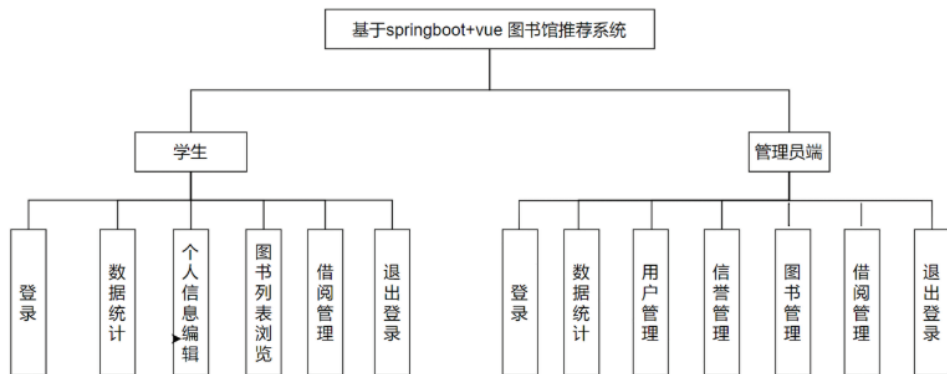 基于springboot+vue 图书馆推荐系统
学生
管理员端
登录
数据统计
个人信息编辑
图书列表浏览
借阅管理
退出登录
登录
数据统计
用户管理
信誉管理
图书管理
借阅管理
退出登录